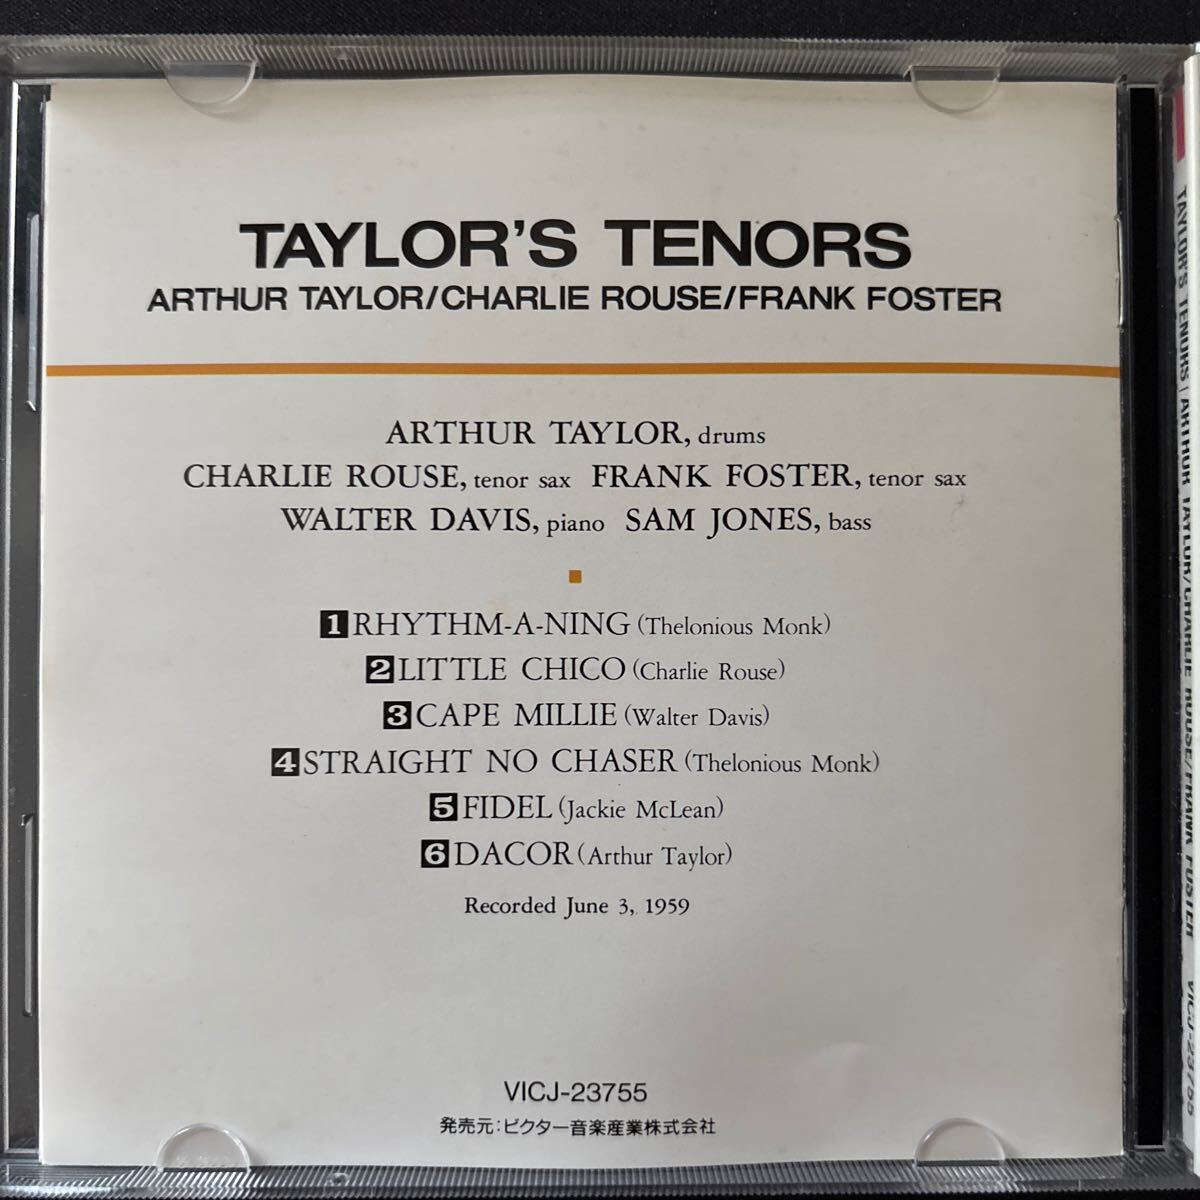 TAYLOR'S TENORS
ARTHUR TAYLOR/CHARLIE ROUSE/FRANK FOSTER
ARTHUR TAYLOR, drums
CHARLIE ROUSE, tenor sax FRANK FOSTER, tenor sax
WALTER DAVIS, piano SAM JONES, bass
1 RHYTHM-A-NING (Thelonious Monk)
2 LITTLE CHICO (Charlie Rouse)
3 CAPE MILLIE (Walter Davis)
4 STRAIGHT NO CHASER (Thelonious Monk)
5 FIDEL (Jackie McLean)
6 DACOR (Arthur Taylor)
Recorded June 3, 1959
VICJ-23755
発売元:ビクター音楽産業株式会社
TAYLOR'S TENORS | ARTHUR TAYLOR/CHARLIE ROUSE/FRANK FOSTER VICJ-23755